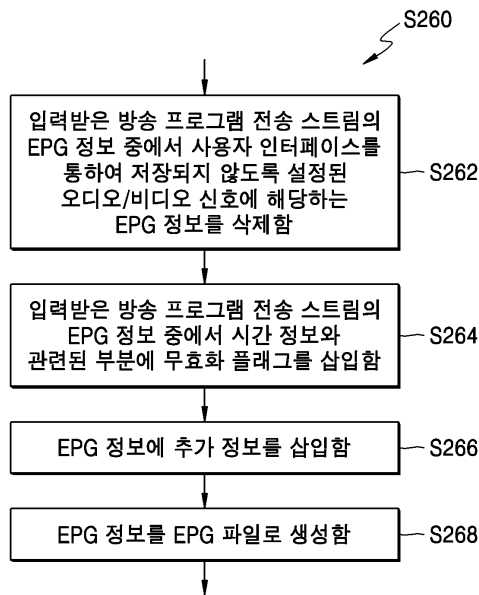 S260
입력받은 방송 프로그램 전송 스트림의
EPG 정보 중에서 사용자 인터페이스를
통하여 저장되지 않도록 설정된
오디오/비디오 신호에 해당하는
EPG 정보를 삭제함
S262
입력받은 방송 프로그램 전송 스트림의
EPG 정보 중에서 시간 정보와
관련된 부분에 무효화 플래그를 삽입함
S264
EPG 정보에 추가 정보를 삽입함
S266
EPG 정보를 EPG 파일로 생성함
S268